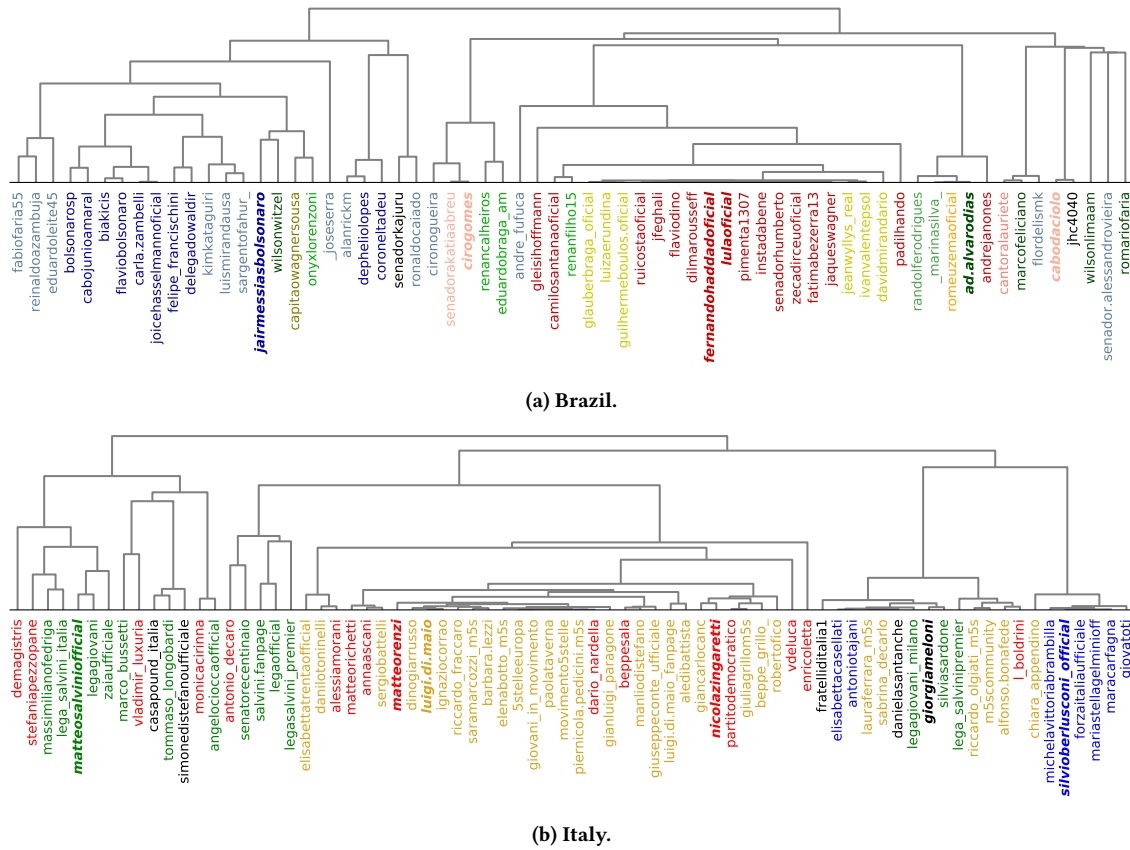 fabiofaria55
reinaldoazambuja
eduardoleite45
bolsonarosp
cabojunioamaral
biakicis
flaviobolsonaro
carla.zambelli
joicehasselmannoficial
felipe_francischini
delegadowaldir
kimkataguiri
luismirandausa
sargentofahur_
jairmessiasbolsonaro
wilsonwitzel
capitaowagnersousa
onyxlorenzoni
_joseserra_
alanrickm
depheliolopes
coroneltadeu
senadorkajuru
ronaldocaiado
cironogueira
senadorakatiaabreu
cirogomes
renancalheiros
eduardobraga_am
andre_fufuca
gleisihoffmann
camilosantanaoficial
renanfilho15
glauberbraga_oficial
luizaerundina
guilhermeboulos.oficial
ruicostaoficial
jfeghali
flaviodino
dilmarousseff
fernandohaddadoficial
lulaoficial
pimenta1307
instadabene
senadorhumberto
zecadirceuoficial
fatimabezerra13
jaqueswagner
jeanwyllys_real
ivanvalentepsol
davidmirandario
padilhando
randolferodrigues
_marinasilva_
romeuzemaoficial
ad.alvarodias
andrejanones
cantoralauriete
marcofeliciano
flordelismk
cabodaciolo
jhc4040
wilsonlimaam
senador.alessandrovieira
romariofaria
(a) Brazil.
demagistris
stefaniapezzopane
massimilianofedriga
lega_salvini_italia
matteosalviniofficial
legagiovani
zaiaufficiale
marco_bussetti
vladimir_luxuria
casapound_italia
tommaso_longobardi
simonedistefanoufficiale
monicacirinna
angelocioccaofficial
antonio_decaro
senatorecentinaio
salvini.fanpage
legaofficial
legasalvini_premier
elisabettatrentaofficial
danilotoninelli
alessiamorani
matteorichetti
annaascani
sergiobattelli
matteorenzi
dinogiarrusso
luigi.di.maio
ignaziocorrao
riccardo_fraccaro
saramarcozzi_m5s
barbara.lezzi
elenabotto_m5s
5stelleeuropa
giovani_in_movimento
paolataverna
movimento5stelle
piernicola.pedicini.m5s
dario_nardella
gianluigi_paragone
beppesala
manliodistefano
giuseppeconte_ufficiale
luigi.di.maio_fanpage
aledibattista
giancarlocanc
nicolazingaretti
partitodemocratico
giuliagrillom5s
beppe_grillo_
robertofico_
vdeluca
enricoletta
fratelliditalia1
elisabettacasellati
antoniotajani
lauraferrara_m5s
sabrina_decarlo
danielasantanche
legagiovani_milano
giorgiameloni
silviasardone
lega_salvinipremier
riccardo_olgiati_m5s
m5scommunity
alfonso.bonafede
l_boldrini
chiara_appendino
michelavittoriabrambilla
silvioberlusconi_official
forzaitaliaufficiale
mariastellagelminioff
maracarfagna
giovatoti
(b) Italy.